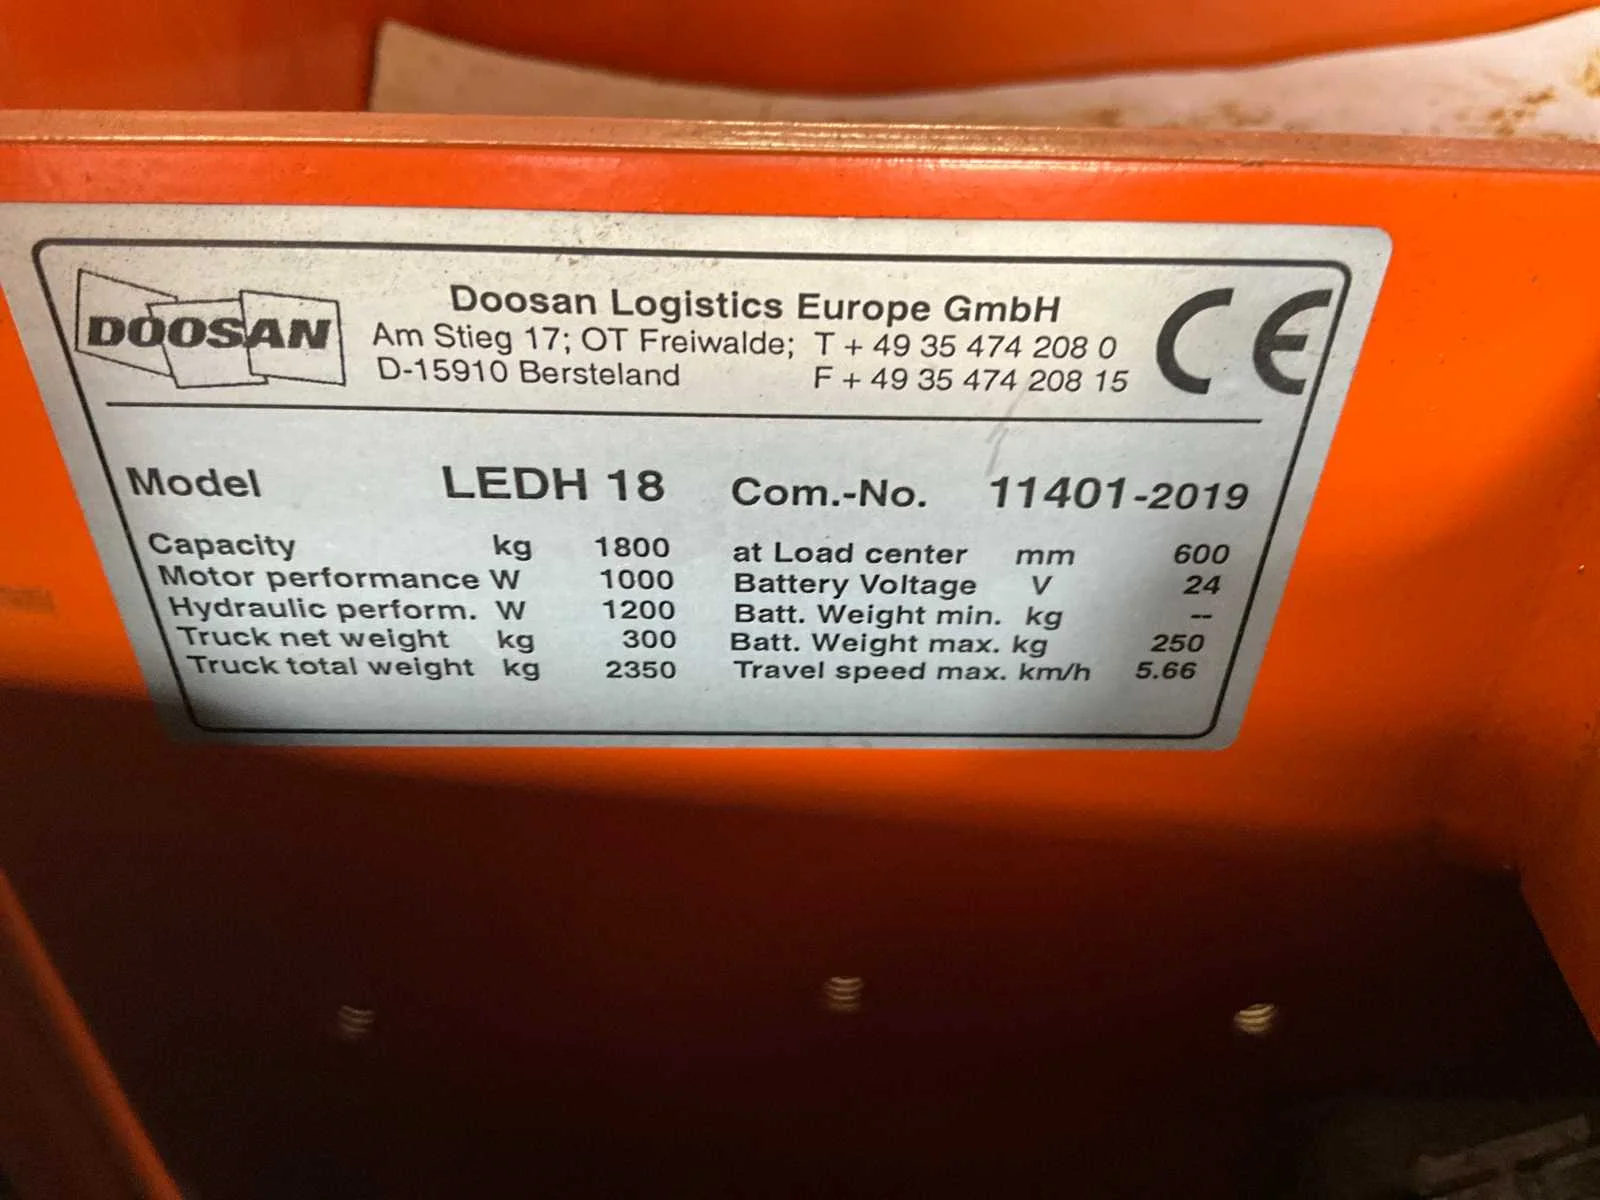 DOOSAN
Doosan Logistics Europe GmbH
Am Stieg 17; OT Freiwalde; T + 49 35 474 208 0
D-15910 Bersteland F + 49 35 474 208 15
CE
Model LEDH 18 Com.-No. 11401-2019
Capacity kg 1800 at Load center mm 600
Motor performance W 1000 Battery Voltage V 24
Hydraulic perform. W 1200 Batt. Weight min. kg --
Truck net weight kg 300 Batt. Weight max. kg 250
Truck total weight kg 2350 Travel speed max. km/h 5.66